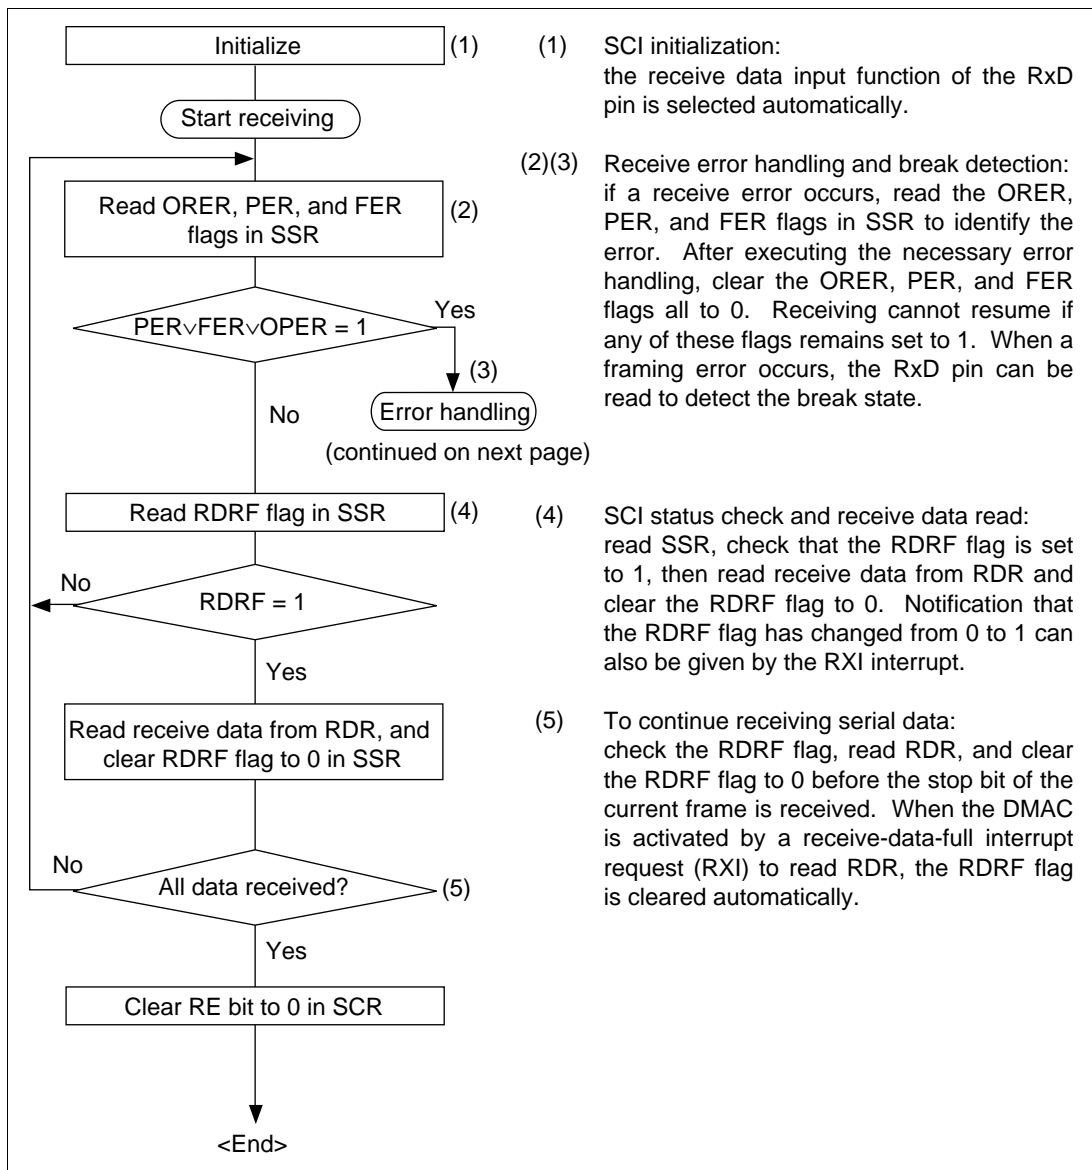 Initialize
(1)
Start receiving
Read ORER, PER, and FER
flags in SSR
(2)
PER∨FER∨OPER = 1
Yes
(3)
Error handling
(continued on next page)
No
Read RDRF flag in SSR
(4)
RDRF = 1
No
Yes
Read receive data from RDR, and
clear RDRF flag to 0 in SSR
All data received?
(5)
No
Yes
Clear RE bit to 0 in SCR
<End>
(1) SCI initialization:
the receive data input function of the RxD
pin is selected automatically.
(2)(3) Receive error handling and break detection:
if a receive error occurs, read the ORER,
PER, and FER flags in SSR to identify the
error. After executing the necessary error
handling, clear the ORER, PER, and FER
flags all to 0. Receiving cannot resume if
any of these flags remains set to 1. When a
framing error occurs, the RxD pin can be
read to detect the break state.
(4) SCI status check and receive data read:
read SSR, check that the RDRF flag is set
to 1, then read receive data from RDR and
clear the RDRF flag to 0. Notification that
the RDRF flag has changed from 0 to 1 can
also be given by the RXI interrupt.
(5) To continue receiving serial data:
check the RDRF flag, read RDR, and clear
the RDRF flag to 0 before the stop bit of the
current frame is received. When the DMAC
is activated by a receive-data-full interrupt
request (RXI) to read RDR, the RDRF flag
is cleared automatically.